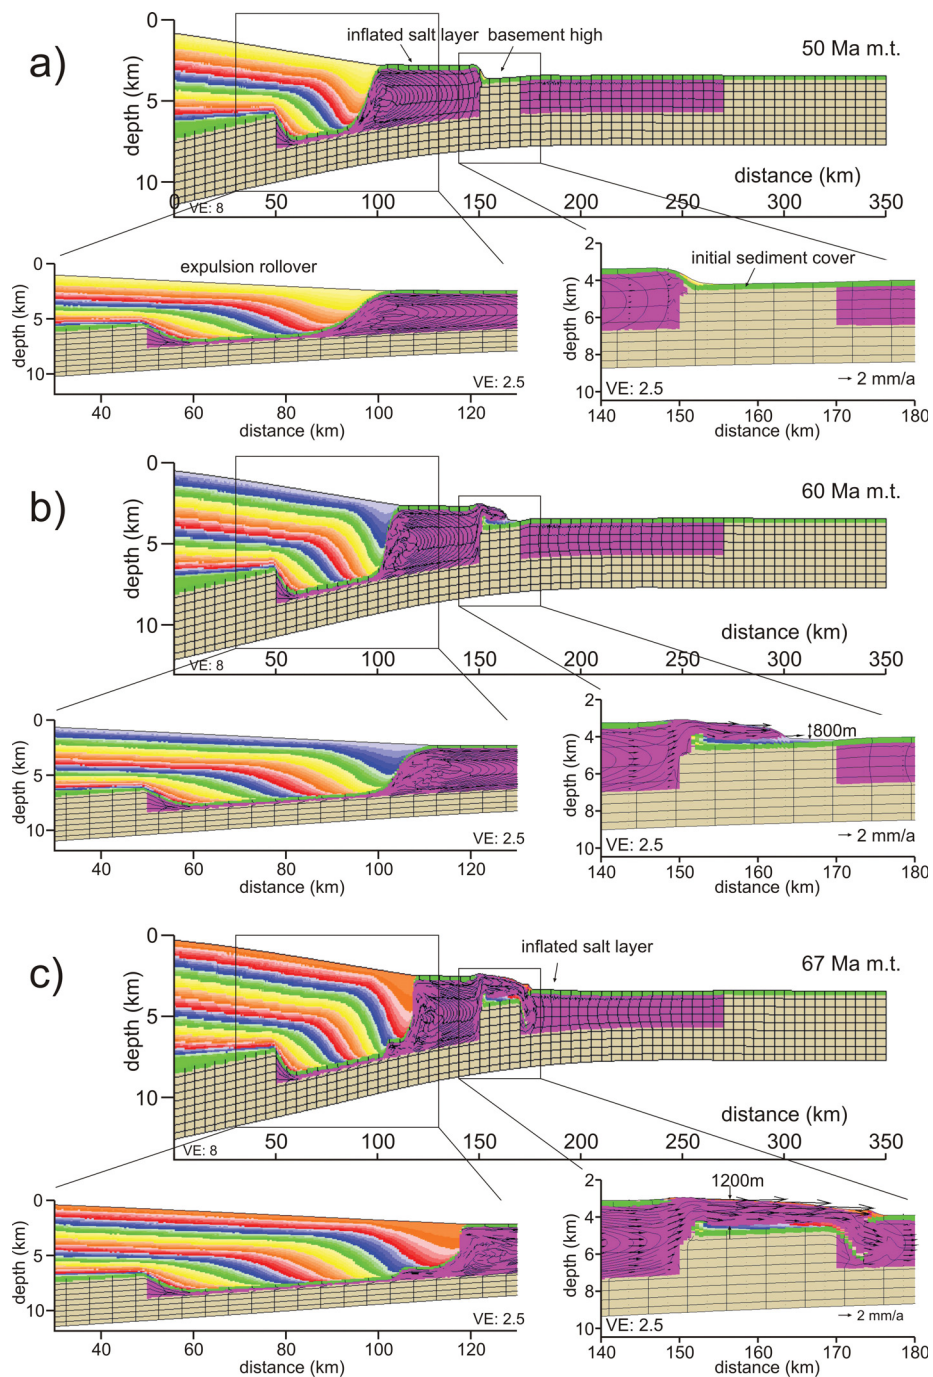 a)
50 Ma m.t.
inflated salt layer
basement high
0
5
10
depth (km)
VE: 8
distance (km)
0 50 100 150 200 250 300 350
expulsion rollover
0
5
10
depth (km)
VE: 2.5
40 60 80 100 120
distance (km)
initial sediment cover
2
4
6
8
10
depth (km)
VE: 2.5
2 mm/a
140 150 160 170 180
distance (km)
b)
60 Ma m.t.
0
5
10
depth (km)
VE: 8
distance (km)
50 100 150 200 250 300 350
0
5
10
depth (km)
VE: 2.5
40 60 80 100 120
distance (km)
800m
2
4
6
8
10
depth (km)
VE: 2.5
2 mm/a
140 150 160 170 180
distance (km)
c)
67 Ma m.t.
inflated salt layer
0
5
10
depth (km)
VE: 8
distance (km)
50 100 150 200 250 300 350
0
5
10
depth (km)
VE: 2.5
40 60 80 100 120
distance (km)
1200m
2
4
6
8
10
depth (km)
VE: 2.5
2 mm/a
140 150 160 170 180
distance (km)